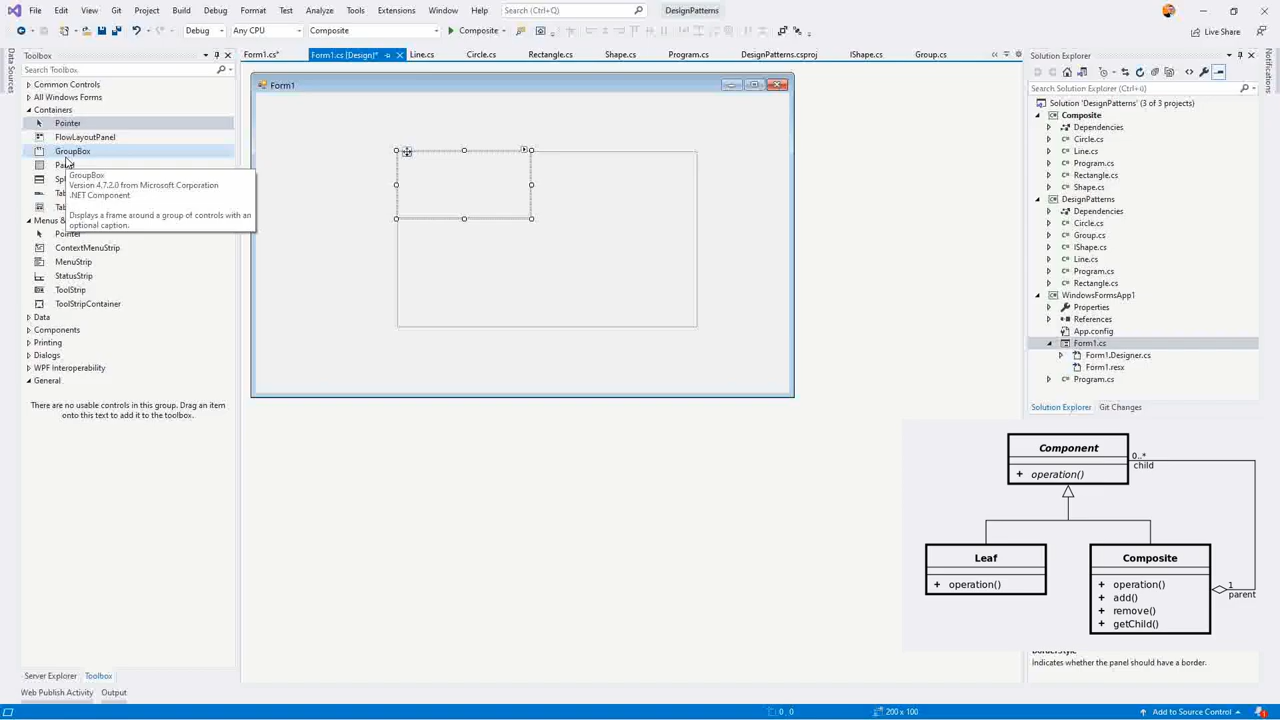 File Edit View Git Project Build Debug Format Test Analyze Tools Extensions Window Help Search (Ctrl+Q) DesignPatterns
Debug Any CPU Composite Composite Live Share
Data Sources
Toolbox
Search Toolbox
Common Controls
All Windows Forms
Containers
Pointer
FlowLayoutPanel
GroupBox
GroupBox
Version 4.7.2.0 from Microsoft Corporation
.NET Component
Displays a frame around a group of controls with an
optional caption.
Menus &
ContextMenuStrip
MenuStrip
StatusStrip
ToolStrip
ToolStripContainer
Data
Components
Printing
Dialogs
WPF Interoperability
General
There are no usable controls in this group. Drag an item
onto this text to add it to the toolbox.
Server Explorer Toolbox
Web Publish Activity Output
Form1.cs* Form1.cs [Design]* Line.cs Circle.cs Rectangle.cs Shape.cs Program.cs DesignPatterns.csproj IShape.cs Group.cs
Form1
Solution Explorer
Search Solution Explorer (Ctrl+ü)
Solution 'DesignPatterns' (3 of 3 projects)
Composite
Dependencies
Circle.cs
Line.cs
Program.cs
Rectangle.cs
Shape.cs
DesignPatterns
Dependencies
Circle.cs
Group.cs
IShape.cs
Line.cs
Program.cs
Rectangle.cs
WindowsFormsApp1
Properties
References
App.config
Form1.cs
Form1.Designer.cs
Form1.resx
Program.cs
Solution Explorer Git Changes
Notifications
Component
+ operation()
0..*
child
Leaf
+ operation()
Composite
+ operation()
+ add()
+ remove()
+ getChild()
1
parent
indicates whether the panel should have a border.
0 , 0 200 x 100 Add to Source Control